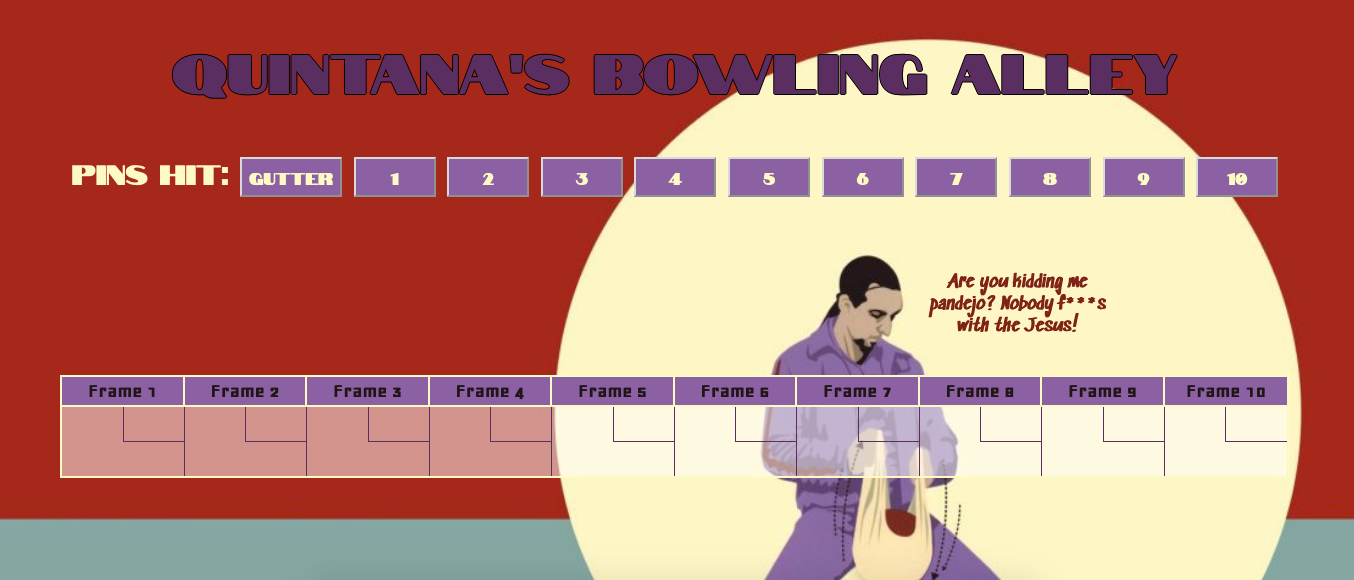 QUINTANA'S BOWLING ALLEY
PINS HIT: GUTTER 1 2 3 4 5 6 7 8 9 10
Are you kidding me
pandejo? Nobody f***s
with the Jesus!
Frame 1 Frame 2 Frame 3 Frame 4 Frame 5 Frame 6 Frame 7 Frame 8 Frame 9 Frame 10